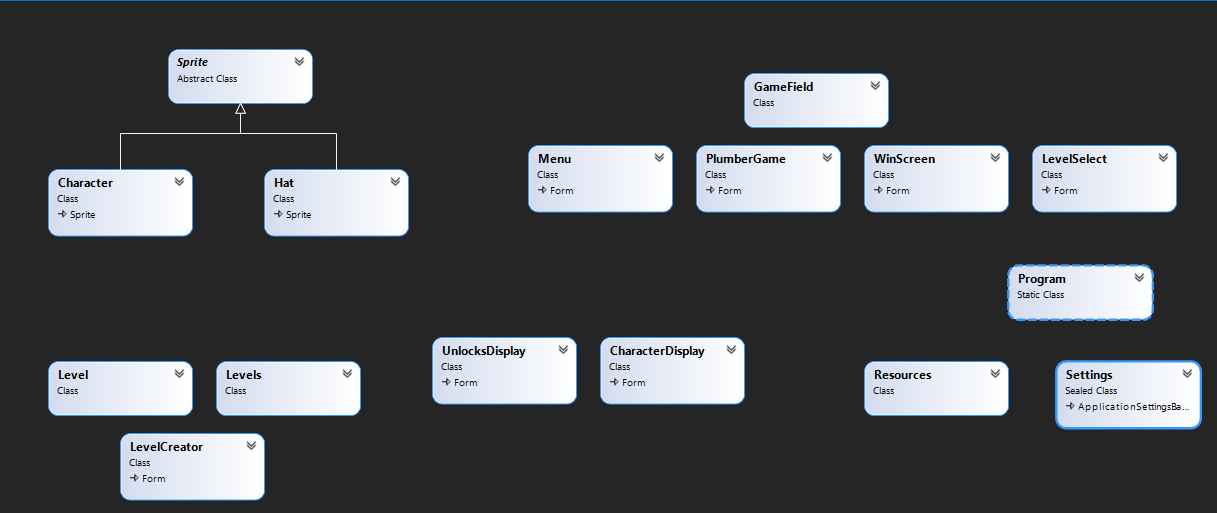 Sprite
Abstract Class
GameField
Class
Menu
Class
Form
PlumberGame
Class
Form
WinScreen
Class
Form
LevelSelect
Class
Form
Character
Class
Sprite
Hat
Class
Sprite
Program
Static Class
UnlocksDisplay
Class
Form
CharacterDisplay
Class
Form
Level
Class
Levels
Class
Resources
Class
Settings
Sealed Class
ApplicationSettingsBa...
LevelCreator
Class
Form